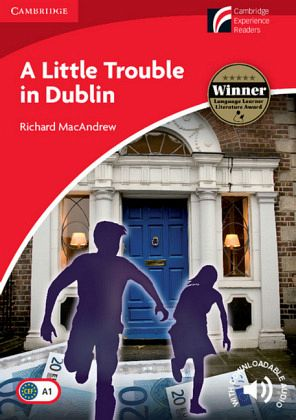 CAMBRIDGE
Cambridge
Experience
Readers
A Little Trouble
in Dublin
Richard MacAndrew
★★★★★
Winner
Language Learner
Literature Award
A1
20
WITH DOWNLOADABLE AUDIO